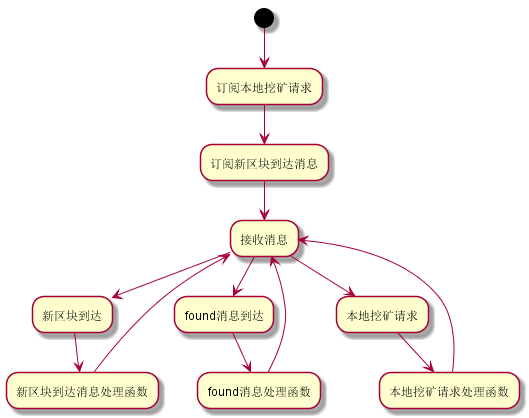 订阅本地挖矿请求
订阅新区块到达消息
接收消息
新区块到达
found消息到达
本地挖矿请求
新区块到达消息处理函数
found消息处理函数
本地挖矿请求处理函数